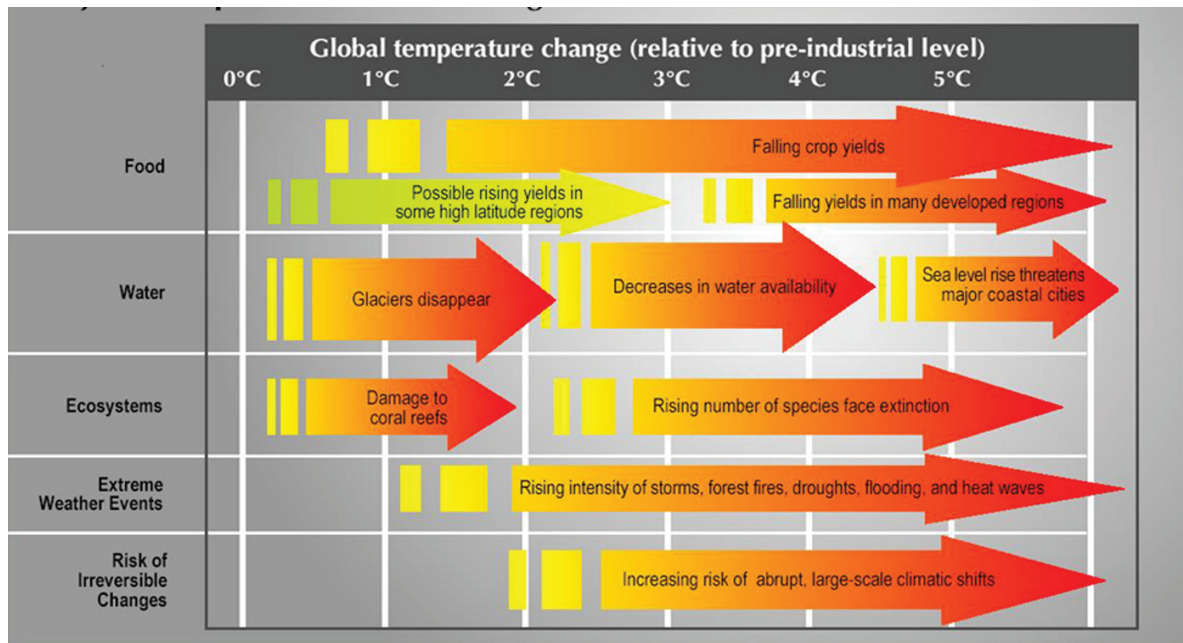 Global temperature change (relative to pre-industrial level)
0°C 1°C 2°C 3°C 4°C 5°C
Food
Falling crop yields
Possible rising yields in
some high latitude regions
Falling yields in many developed regions
Water
Glaciers disappear
Decreases in water availability
Sea level rise threatens
major coastal cities
Ecosystems
Damage to
coral reefs
Rising number of species face extinction
Extreme
Weather Events
Rising intensity of storms, forest fires, droughts, flooding, and heat waves
Risk of
Irreversible
Changes
Increasing risk of abrupt, large-scale climatic shifts